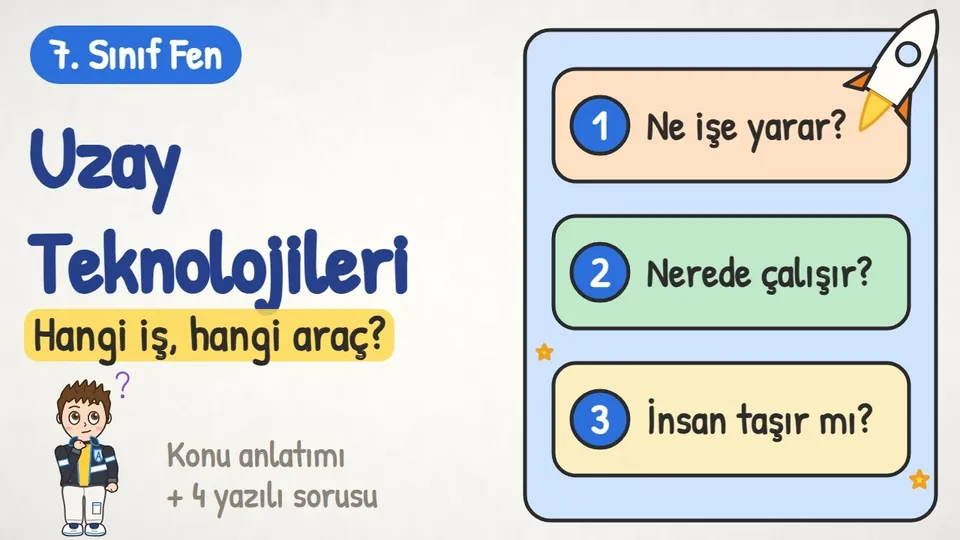 7. Sınıf Fen
Uzay
Teknolojileri
Hangi iş, hangi araç?
?
Konu anlatımı
+ 4 yazılı sorusu
1 Ne işe yarar?
2 Nerede çalışır?
3 İnsan taşır mı?